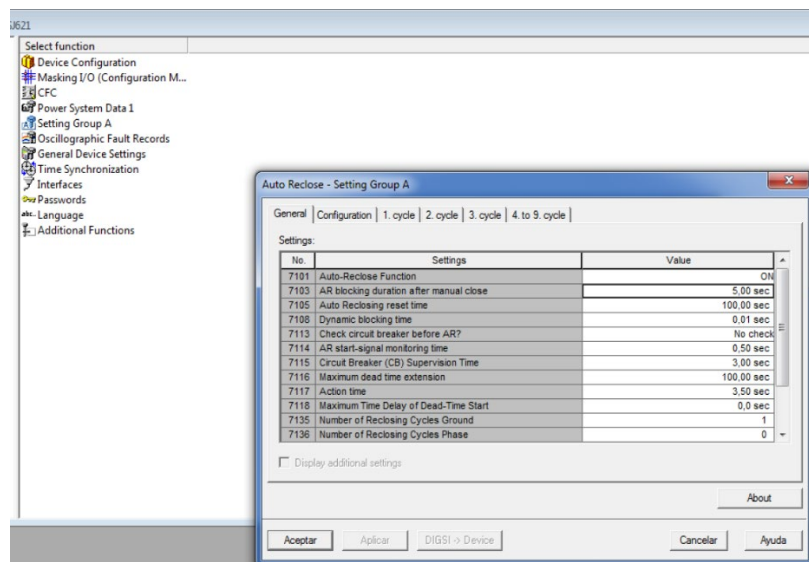 SJ621
Select function
Device Configuration
Masking I/O (Configuration M...
CFC
Power System Data 1
Setting Group A
Oscillographic Fault Records
General Device Settings
Time Synchronization
Interfaces
Passwords
Language
Additional Functions
Auto Reclose - Setting Group A
General Configuration 1. cycle 2. cycle 3. cycle 4. to 9. cycle
Settings:
No. Settings Value
7101 Auto-Reclose Function ON
7103 AR blocking duration after manual close 5,00 sec
7105 Auto Reclosing reset time 100,00 sec
7108 Dynamic blocking time 0,01 sec
7113 Check circuit breaker before AR? No check
7114 AR start-signal monitoring time 0,50 sec
7115 Circuit Breaker (CB) Supervision Time 3,00 sec
7116 Maximum dead time extension 100,00 sec
7117 Action time 3,50 sec
7118 Maximum Time Delay of Dead-Time Start 0,0 sec
7135 Number of Reclosing Cycles Ground 1
7136 Number of Reclosing Cycles Phase 0
Display additional settings
About
Aceptar Aplicar DIGSI -> Device Cancelar Ayuda